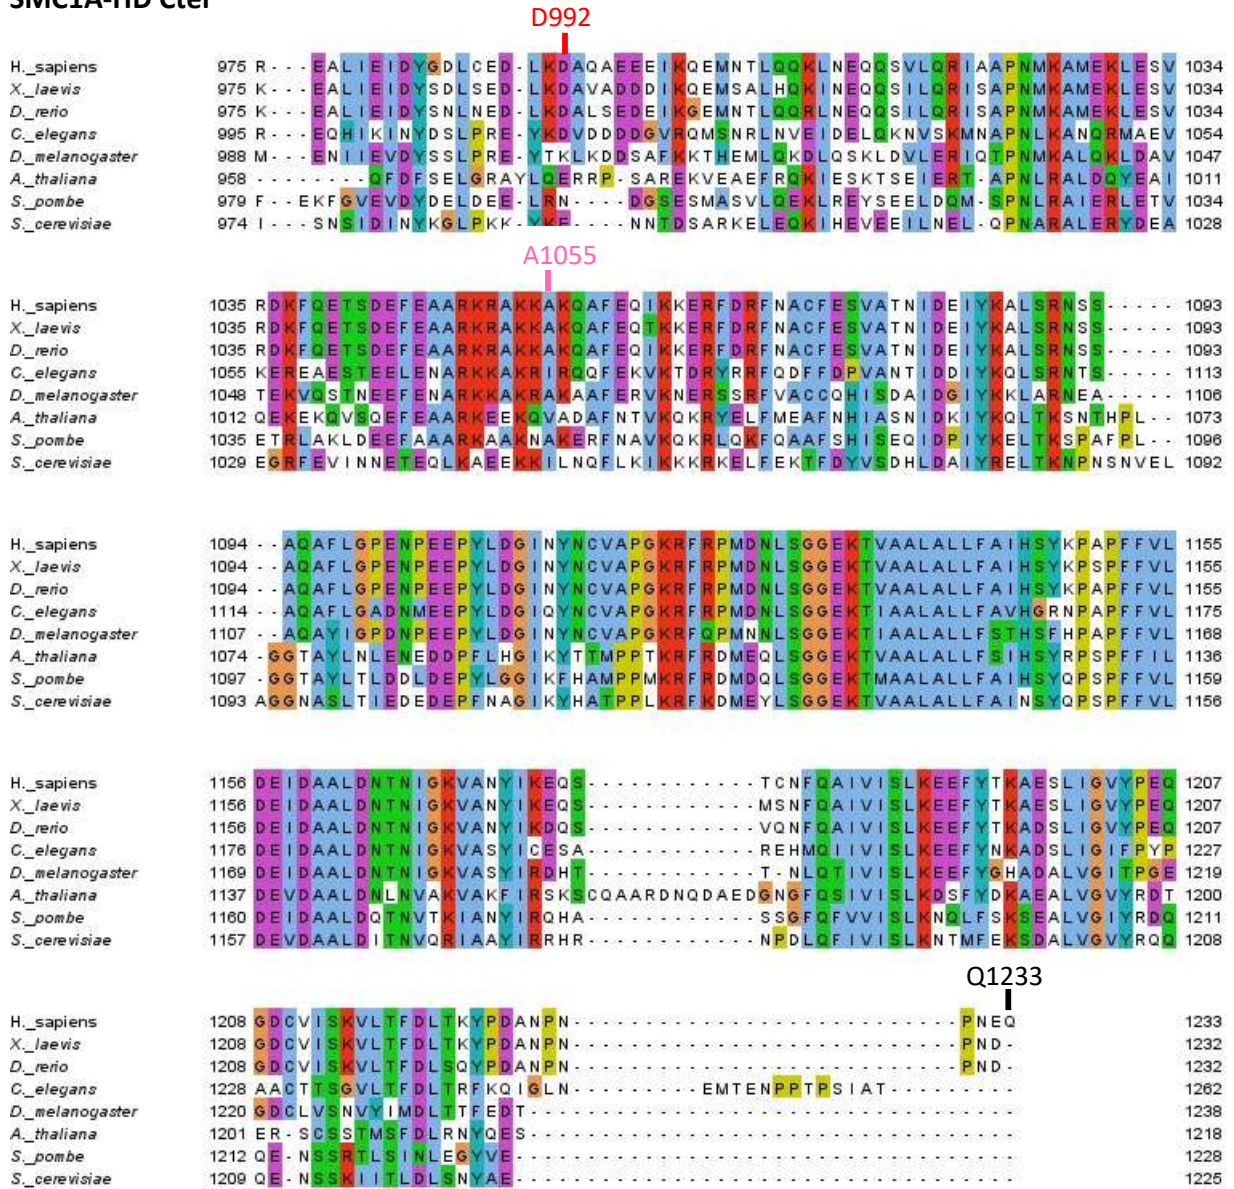 SMC1A-HD Cter
D992
H._sapiens 975 R---EALIEIDYGDLCED-LKDAQAEEEIKQEMNTLQQKLNEQQSVLQRIAAPNMKAMEKLESV 1034
X._laevis 975 K---EALIEIDYSDLSED-LKDAVADDDIKQEMSALHQKINEQQSILQRISAPNMKAMEKLESV 1034
D._rerio 975 K---EALIEIDYSNLNED-LKDALSEDEIKGEMNTLQQRLNEQQSILQRISAPNMKAMEKLESV 1034
C._elegans 995 R---EQHIKINYDSLPRE-YKDVDDDDGVRQMSNRLNVEIDELQKNVSKMNAPNLKANQRMAEV 1054
D._melanogaster 988 M---ENIIEVDYSSLPRE-YTKLKDDSAFKKTHEMLQKDLQSKLDVLERIQTPNMKALQKLDAV 1047
A._thaliana 958 --------QFDFSELGRAYLQERRP-SAREKVEAEFRQKIESKTSEIERT-APNLRALDQYEAI 1011
S._pombe 979 F--EKFGVEVDYDELDEE-LRN----DGSESMASVLQEKLREYSEELDQM-SPNLRAIERLETV 1034
S._cerevisiae 974 I---SNSIDINYKGLPKK-YKE----NNTDSARKELEQKIHEVEEILNEL-QPNARALERYDEA 1028
A1055
H._sapiens 1035 RDKFQETSDEFEAARKRAKKAKQAFEQIKKERFDRFNACFESVATNIDEIYKALSRNSS----- 1093
X._laevis 1035 RDKFQETSDEFEAARKRAKKAKQAFEQTKKERFDRFNACFESVATNIDEIYKALSRNSS----- 1093
D._rerio 1035 RDKFQETSDEFEAARKRAKKAKQAFEQIKKERFDRFNACFESVATNIDEIYKALSRNSS----- 1093
C._elegans 1055 KEREAESTEELENARKKAKRIRQQFEKVKTDRYRRFQDFFDPVANTIDDIYKQLSRNTS----- 1113
D._melanogaster 1048 TEKVQSTNEEFENARKKAKRAKAAFERVKNERSSRFVACCQHISDAIDGIYKKLARNEA----- 1106
A._thaliana 1012 QEKEKQVSQEFEAARKEEKQVADAFNTVKQKRYELFMEAFNHIASNIDKIYKQLTKSNTHPL-- 1073
S._pombe 1035 ETRLAKLDEEFAAARKAAKNAKERFNAVKQKRLQKFQAAFSHISEQIDPIYKELTKSPAFPL-- 1096
S._cerevisiae 1029 EGRFEVINNETEQLKAEEKKILNQFLKIKKKRKELFEKTFDYVSDHLDAIYRELTKNPNSNVEL 1092
H._sapiens 1094 --AQAFLGPENPEEPYLDGINYNCVAPGKRFRPMDNLSGGEKTVAALALLFAIHSYKPAPFFVL 1155
X._laevis 1094 --AQAFLGPENPEEPYLDGINYNCVAPGKRFRPMDNLSGGEKTVAALALLFAIHSYKPSPFFVL 1155
D._rerio 1094 --AQAFLGPENPEEPYLDGINYNCVAPGKRFRPMDNLSGGEKTVAALALLFAIHSYKPSPFFVL 1155
C._elegans 1114 --AQAFLGADNMEEPYLDGIQYNCVAPGKRFRPMDNLSGGEKTIAALALLFAVHGRNPAPFFVL 1175
D._melanogaster 1107 --AQAYIGPDNPEEPYLDGINYNCVAPGKRFQPMNNLSGGEKTIAALALLFSTHSFHPAPFFVL 1168
A._thaliana 1074 -GGTAYLNLENEDDPFLHGIKYTTMPPTKRFRDMEQLSGGEKTVAALALLFSIHSYRPSPFFIL 1136
S._pombe 1097 -GGTAYLTLDDLDEPYLGGIKFHAMPPMKRFRDMDQLSGGEKTMAALALLFAIHSYQPSPFFVL 1159
S._cerevisiae 1093 AGGNASLTIEDEDEPFNAGIKYHATPPLKRFKDMEYLSGGEKTVAALALLFAINSYQPSPFFVL 1156
H._sapiens 1156 DEIDAALDNTNIGKVANYIKEQS-------------TCNFQAIVISLKEEFYTKAESLIGVYPEQ 1207
X._laevis 1156 DEIDAALDNTNIGKVANYIKEQS-------------MSNFQAIVISLKEEFYTKAESLIGVYPEQ 1207
D._rerio 1156 DEIDAALDNTNIGKVANYIKDQS-------------VQNFQAIVISLKEEFYTKADSLIGVYPEQ 1207
C._elegans 1176 DEIDAALDNTNIGKVASYICESA-------------REHMQIIVISLKEEFYNKADSLIGIFPYP 1227
D._melanogaster 1169 DEIDAALDNTNIGKVASYIRDHT-------------T-NLQTIVISLKEEFYGHADALVGITPGE 1219
A._thaliana 1137 DEVDAALDNLNVAKVAKFIRSKSCQAARDNQDAEDGNGFQSIVISLKDSFYDKAEALVGVYRDT 1200
S._pombe 1160 DEIDAALDQTNVTKIANYIRQHA-------------SSGFQFVVISLKNQLFSKSEALVGIYRDQ 1211
S._cerevisiae 1157 DEVDAALDITNVQRIAAYIRRHR-------------NPDLQFIVISLKNTMFEKSDALVGVYRQQ 1208
Q1233
H._sapiens 1208 GDCVISKVLTFDLTKYPDANPN------------------------------PNEQ 1233
X._laevis 1208 GDCVISKVLTFDLTKYPDANPN------------------------------PND- 1232
D._rerio 1208 GDCVISKVLTFDLSQYPDANPN------------------------------PND- 1232
C._elegans 1228 AACTTSGVLTFDLTRFKQIGLN----------EMTENPPTPSIAT---------- 1262
D._melanogaster 1220 GDCLVSNVYIMDLTTFEDT------------------------------------- 1238
A._thaliana 1201 ER-SCSSTMSFDLRNYQES------------------------------------- 1218
S._pombe 1212 QE-NSSRTLSINLEGYVE-------------------------------------- 1228
S._cerevisiae 1209 QE-NSSKIITLDLSNYAE-------------------------------------- 1225